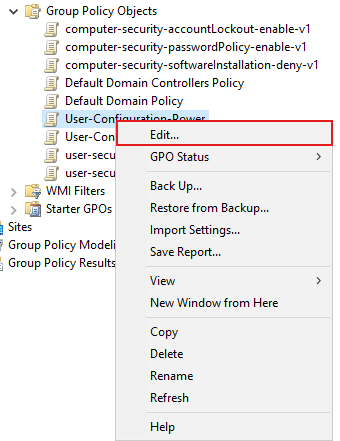 Group Policy Objects
computer-security-accountLockout-enable-v1
computer-security-passwordPolicy-enable-v1
computer-security-softwareInstallation-deny-v1
Default Domain Controllers Policy
Default Domain Policy
User-Configuration-Power
User-Con
user-secu
user-secu
WMI Filters
Starter GPOs
Sites
Group Policy Modeli
Group Policy Results
Edit...
GPO Status
Back Up...
Restore from Backup...
Import Settings...
Save Report...
View
New Window from Here
Copy
Delete
Rename
Refresh
Help